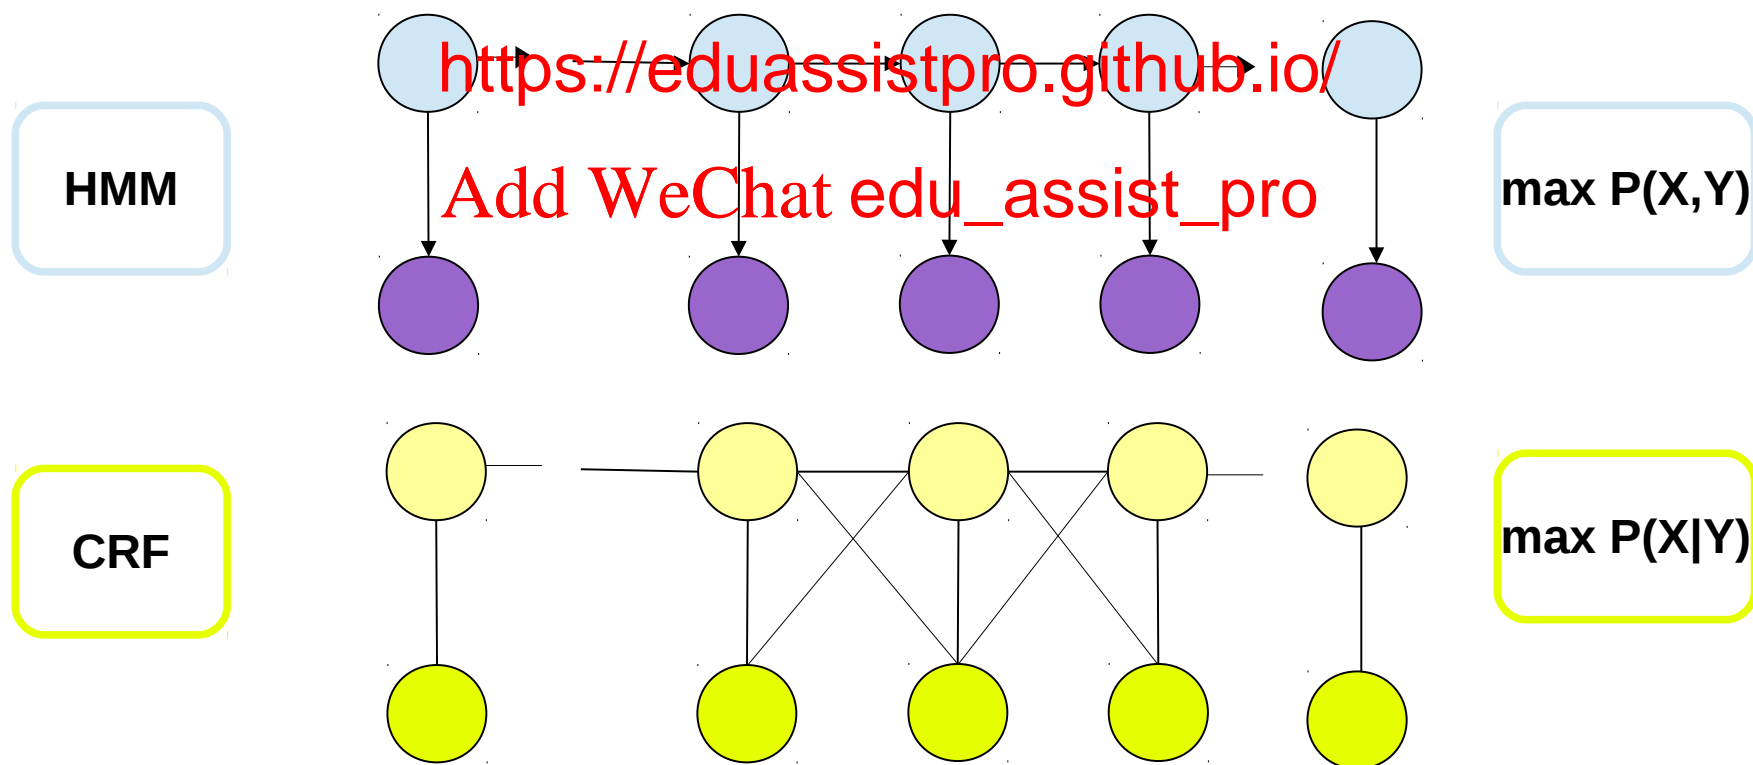 https://eduassistpro.github.io/
HMM
max P(X,Y)
Add WeChat edu_assist_pro
CRF
max P(X|Y)